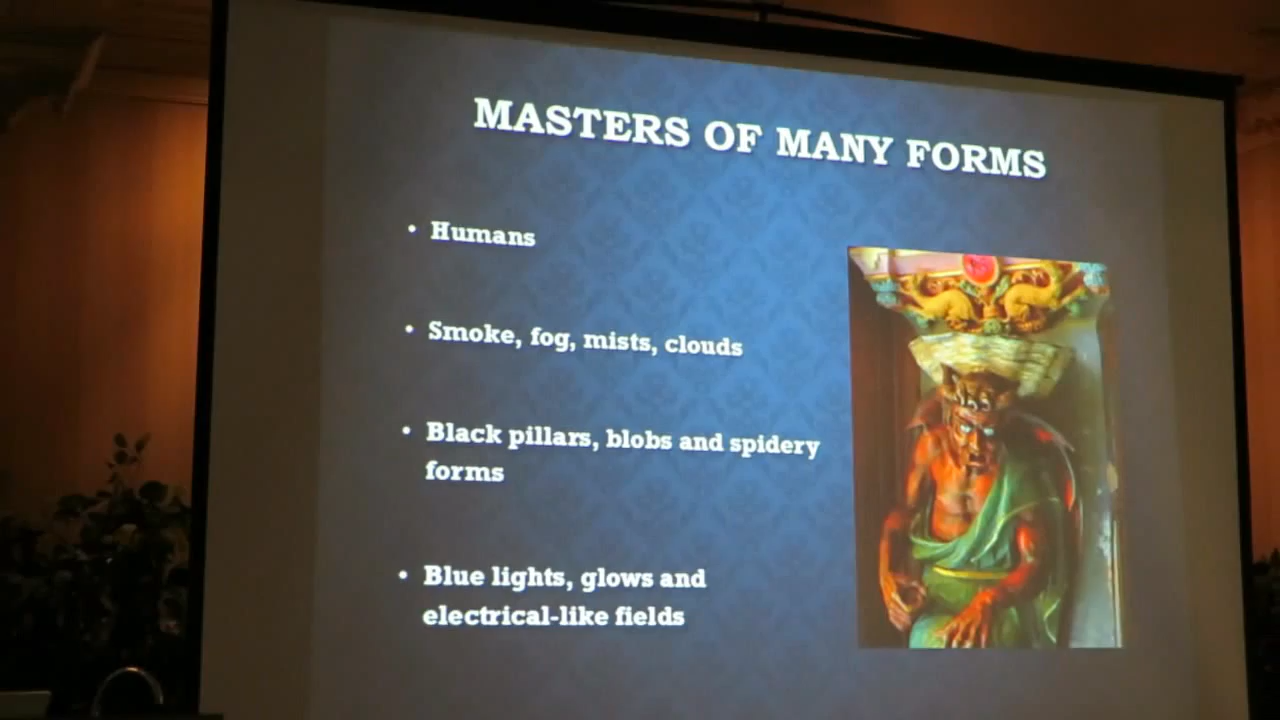 MASTERS OF MANY FORMS
• Humans
• Smoke, fog, mists, clouds
• Black pillars, blobs and spidery
forms
• Blue lights, glows and
electrical-like fields